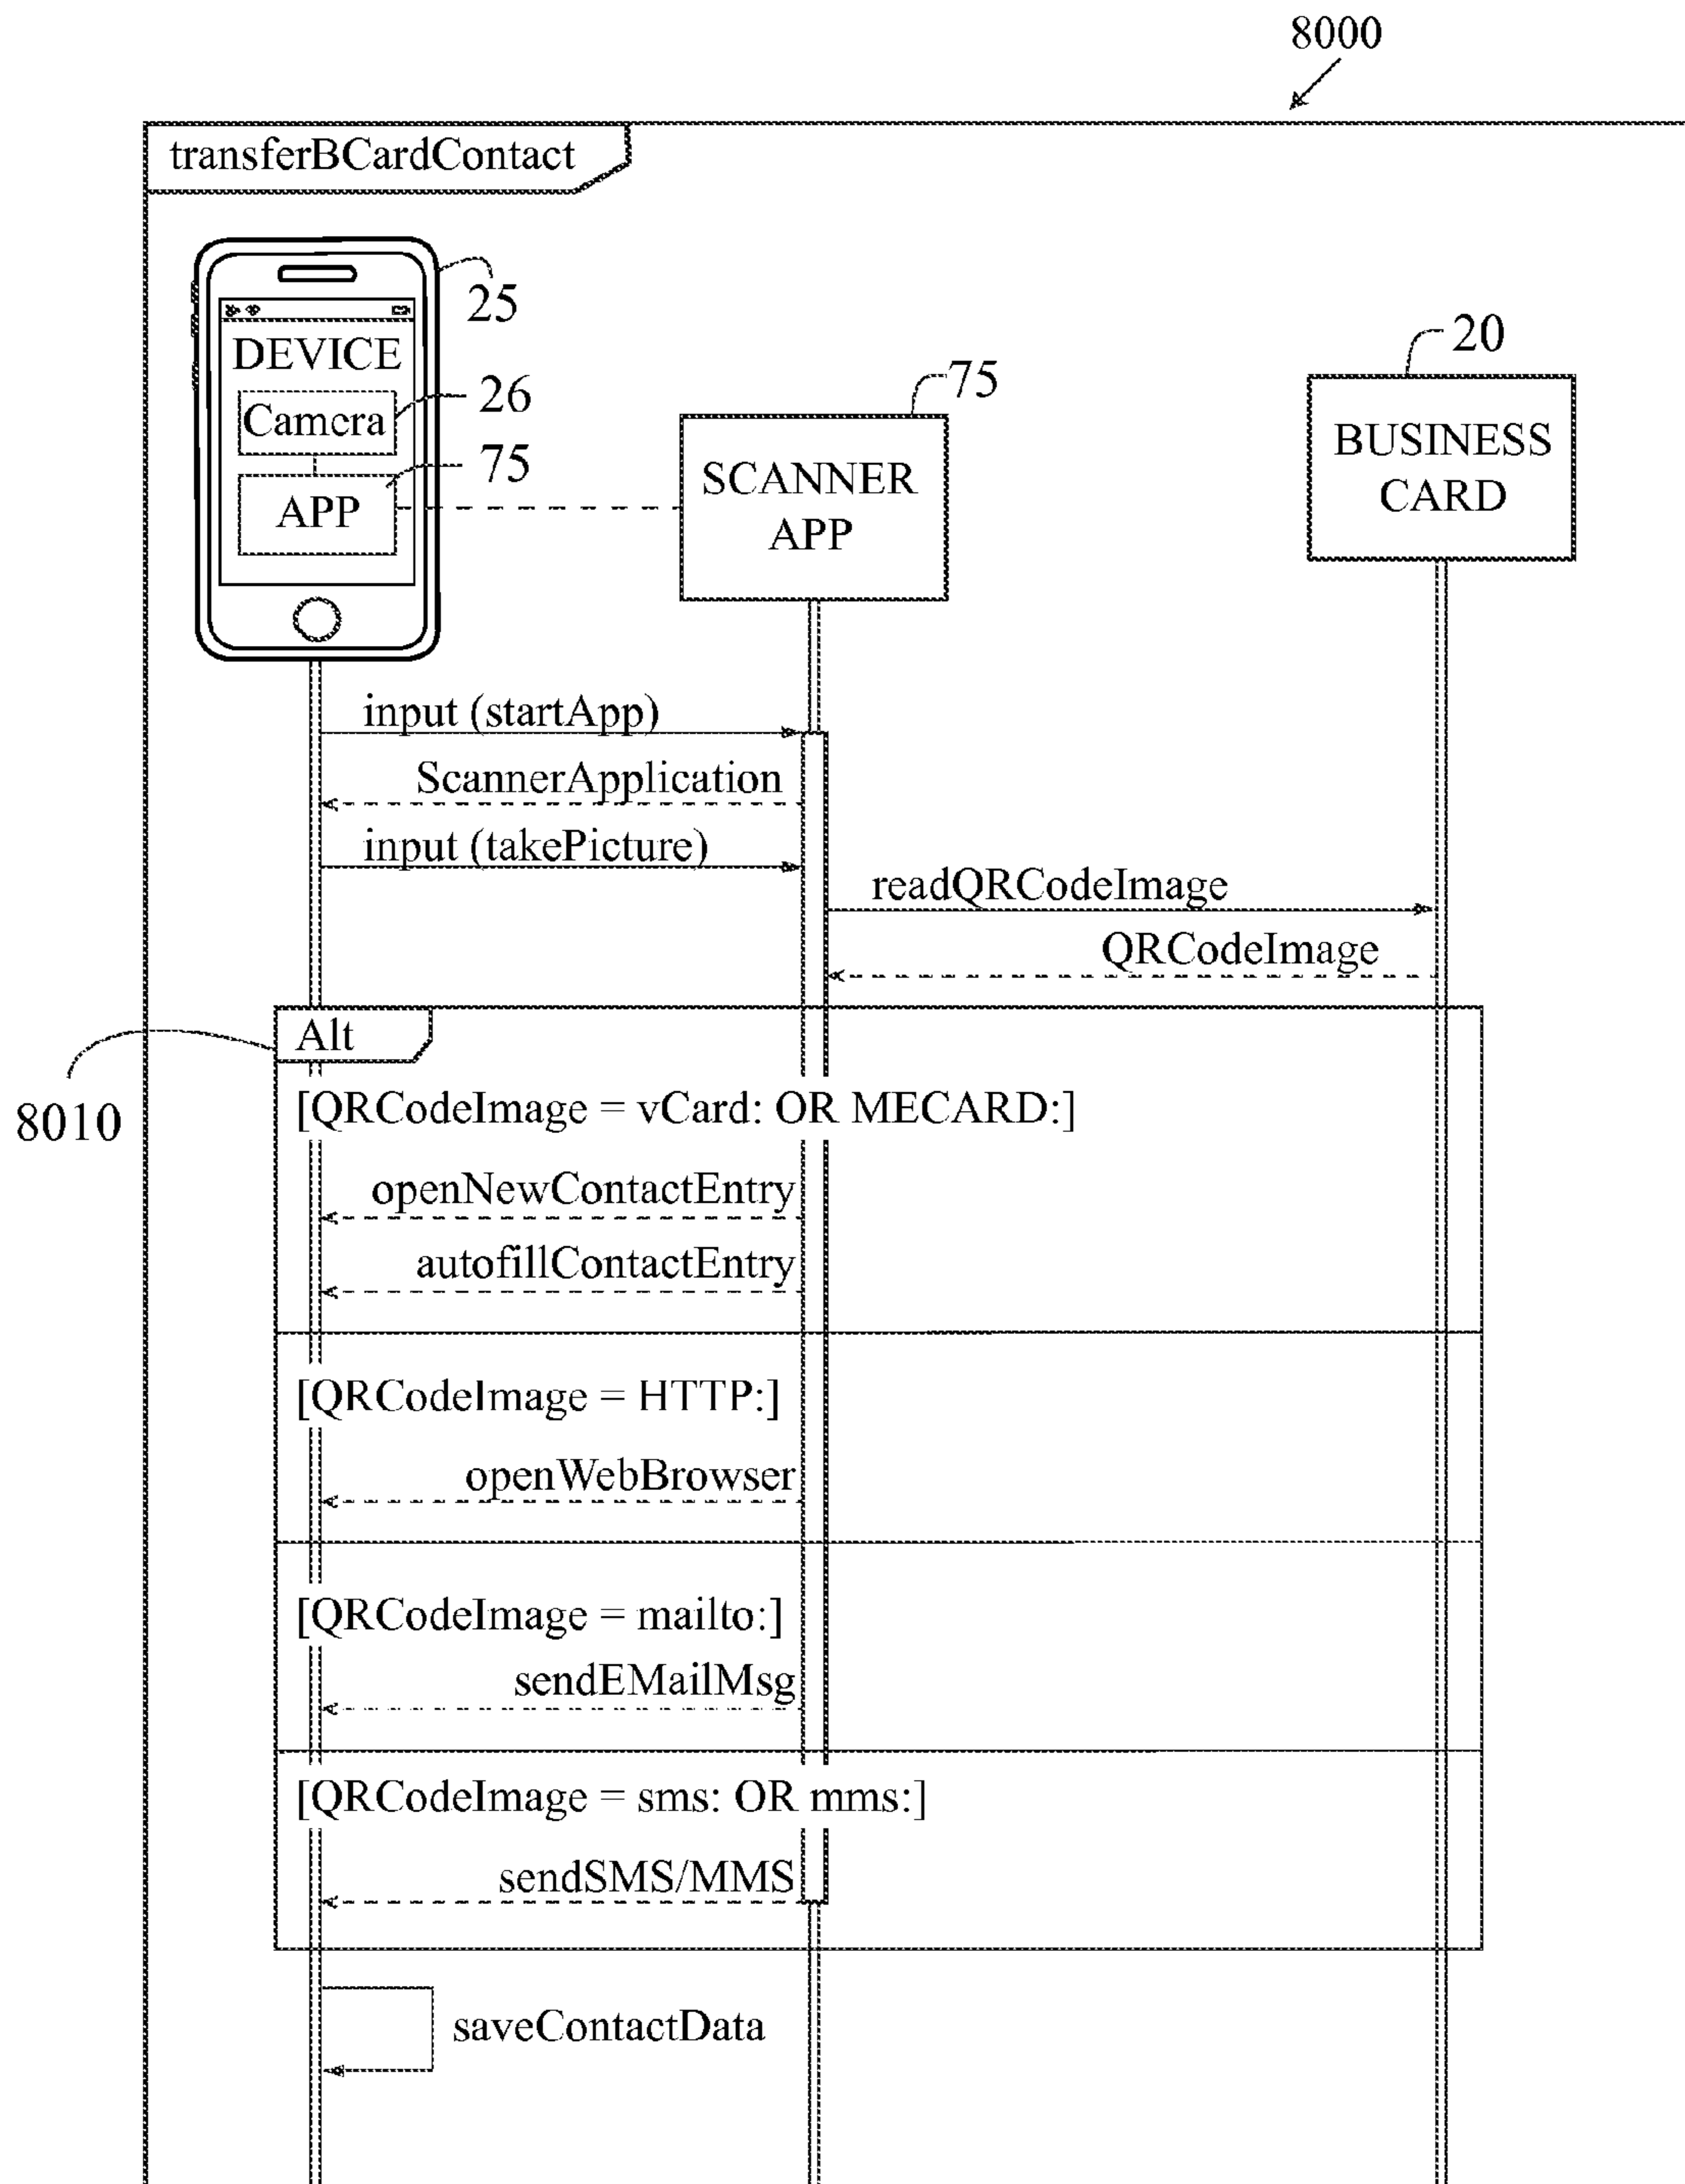 8000
transferBCardContact
25
DEVICE
Camera
26
75
APP
75
SCANNER
APP
20
BUSINESS
CARD
input (startApp)
ScannerApplication
input (takePicture)
readQRCodeImage
QRCodeImage
Alt
8010
[QRCodeImage = vCard: OR MECARD:]
openNewContactEntry
autofillContactEntry
[QRCodeImage = HTTP:]
openWebBrowser
[QRCodeImage = mailto:]
sendEMailMsg
[QRCodeImage = sms: OR mms:]
sendSMS/MMS
saveContactData